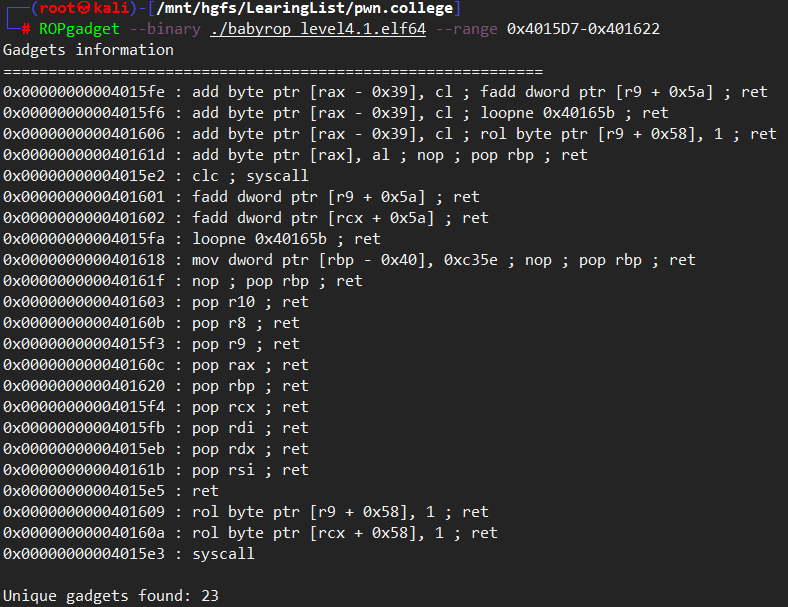 ┌──(root㉿kali)-[/mnt/hgfs/LearingList/pwn.college]
└─# ROPgadget --binary ./babyrop_level4.1.elf64 --range 0x4015D7-0x401622
Gadgets information
============================================================
0x00000000004015fe : add byte ptr [rax - 0x39], cl ; fadd dword ptr [r9 + 0x5a] ; ret
0x00000000004015f6 : add byte ptr [rax - 0x39], cl ; loopne 0x40165b ; ret
0x0000000000401606 : add byte ptr [rax - 0x39], cl ; rol byte ptr [r9 + 0x58], 1 ; ret
0x000000000040161d : add byte ptr [rax], al ; nop ; pop rbp ; ret
0x00000000004015e2 : clc ; syscall
0x0000000000401601 : fadd dword ptr [r9 + 0x5a] ; ret
0x0000000000401602 : fadd dword ptr [rcx + 0x5a] ; ret
0x00000000004015fa : loopne 0x40165b ; ret
0x0000000000401618 : mov dword ptr [rbp - 0x40], 0xc35e ; nop ; pop rbp ; ret
0x000000000040161f : nop ; pop rbp ; ret
0x0000000000401603 : pop r10 ; ret
0x000000000040160b : pop r8 ; ret
0x00000000004015f3 : pop r9 ; ret
0x000000000040160c : pop rax ; ret
0x0000000000401620 : pop rbp ; ret
0x00000000004015f4 : pop rcx ; ret
0x00000000004015fb : pop rdi ; ret
0x00000000004015eb : pop rdx ; ret
0x000000000040161b : pop rsi ; ret
0x00000000004015e5 : ret
0x0000000000401609 : rol byte ptr [r9 + 0x58], 1 ; ret
0x000000000040160a : rol byte ptr [rcx + 0x58], 1 ; ret
0x00000000004015e3 : syscall
Unique gadgets found: 23